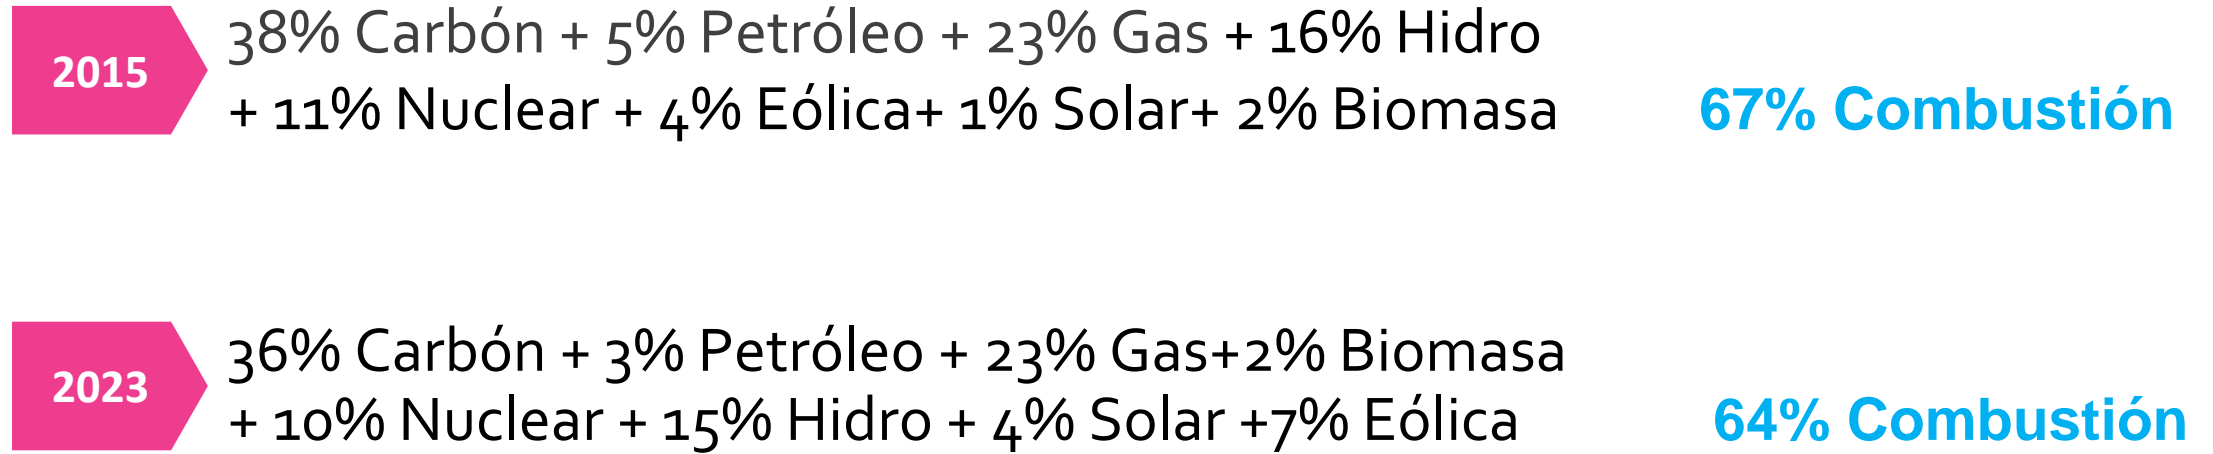 2015
38% Carbón + 5% Petróleo + 23% Gas + 16% Hidro
+ 11% Nuclear + 4% Eólica+ 1% Solar+ 2% Biomasa
67% Combustión
2023
36% Carbón + 3% Petróleo + 23% Gas+2% Biomasa
+ 10% Nuclear + 15% Hidro + 4% Solar +7% Eólica
64% Combustión